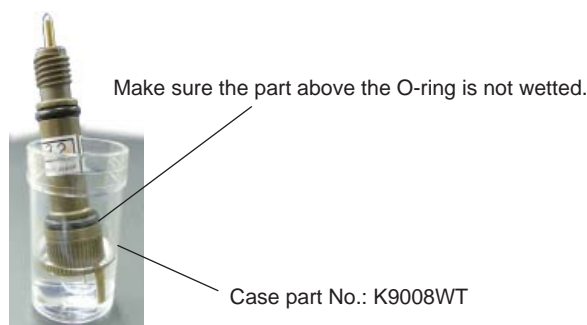 Make sure the part above the O-ring is not wetted.
Case part No.: K9008WT